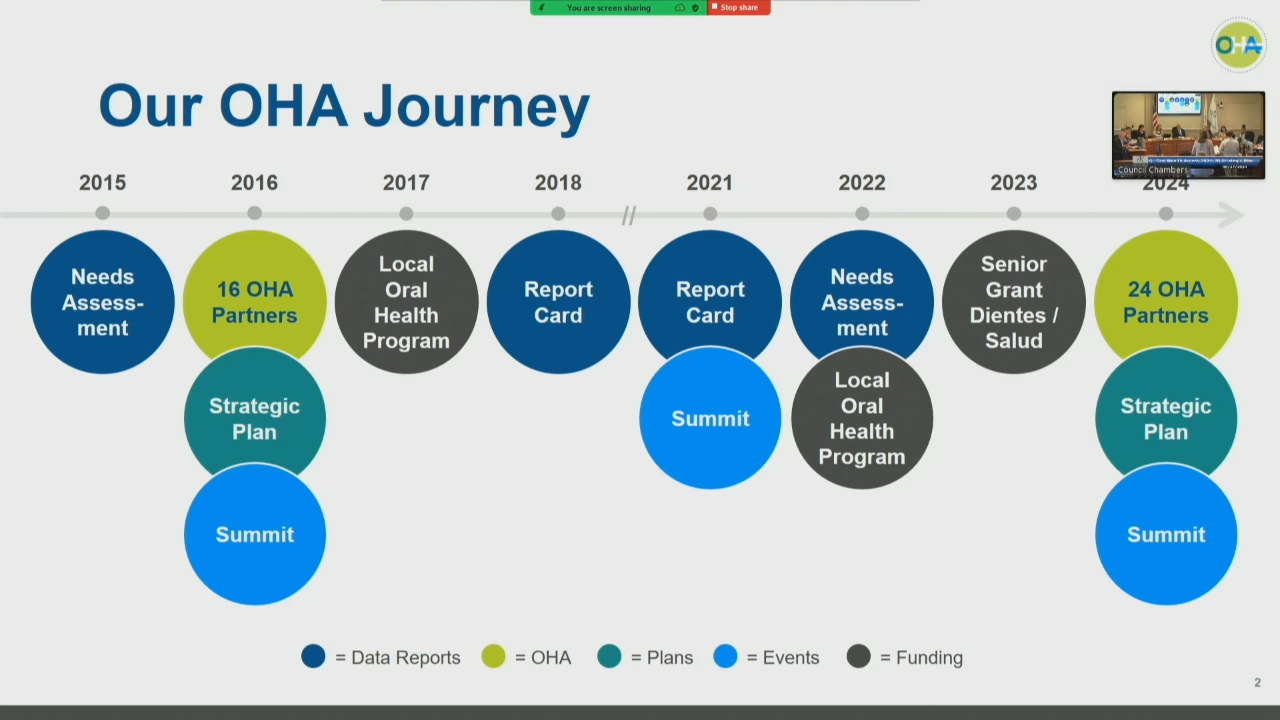 You are screen sharing
Stop share
OHA
Our OHA Journey
Council Chambers
2015
2016
2017
2018
2021
2022
2023
2024
//
Needs
Assess-
ment
16 OHA
Partners
Strategic
Plan
Summit
Local
Oral
Health
Program
Report
Card
Report
Card
Summit
Needs
Assess-
ment
Local
Oral
Health
Program
Senior
Grant
Dientes /
Salud
24 OHA
Partners
Strategic
Plan
Summit
= Data Reports
= OHA
= Plans
= Events
= Funding
2